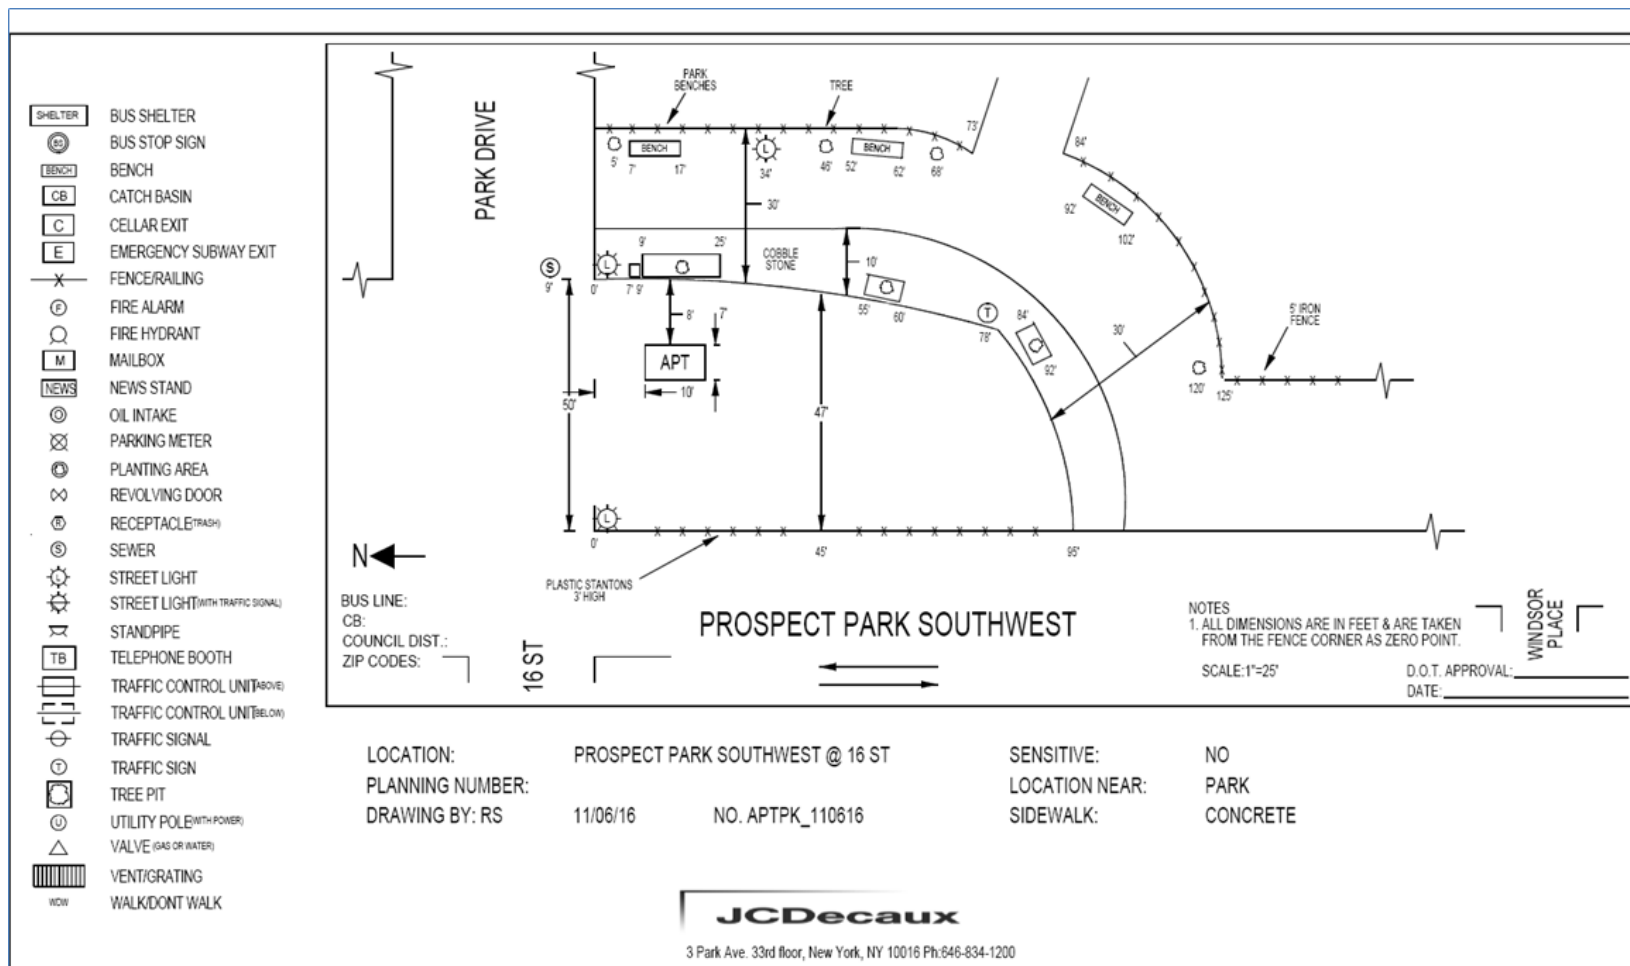 SHELTER BUS SHELTER
BS BUS STOP SIGN
BENCH BENCH
CB CATCH BASIN
C CELLAR EXIT
E EMERGENCY SUBWAY EXIT
X FENCE/RAILING
F FIRE ALARM
FIRE HYDRANT
M MAILBOX
NEWS NEWS STAND
O OIL INTAKE
PARKING METER
PLANTING AREA
REVOLVING DOOR
R RECEPTACLE(TRASH)
S SEWER
L STREET LIGHT
STREET LIGHT(WITH TRAFFIC SIGNAL)
STANDPIPE
TB TELEPHONE BOOTH
TRAFFIC CONTROL UNIT(ABOVE)
TRAFFIC CONTROL UNIT(BELOW)
TRAFFIC SIGNAL
T TRAFFIC SIGN
TREE PIT
U UTILITY POLE(WITH POWER)
VALVE (GAS OR WATER)
VENT/GRATING
WDW WALK/DONT WALK
PARK DRIVE
PARK
BENCHES
TREE
5'
BENCH
7'
17'
L
34'
46'
BENCH
52'
62'
68'
73'
84'
BENCH
92'
102'
30'
COBBLE
STONE
10'
S
9'
L
0'
7'
9'
9'
25'
55'
60'
T
78'
84'
92'
30'
5' IRON
FENCE
120'
125'
8'
7'
APT
10'
50'
47'
L
0'
45'
95'
N
PLASTIC STANTONS
3' HIGH
BUS LINE:
CB:
COUNCIL DIST.:
ZIP CODES:
16 ST
PROSPECT PARK SOUTHWEST
NOTES
1. ALL DIMENSIONS ARE IN FEET & ARE TAKEN
FROM THE FENCE CORNER AS ZERO POINT.
SCALE:1"=25'
WINDSOR
PLACE
D.O.T. APPROVAL:
DATE:
LOCATION: PROSPECT PARK SOUTHWEST @ 16 ST SENSITIVE: NO
PLANNING NUMBER: LOCATION NEAR: PARK
DRAWING BY: RS 11/06/16 NO. APTPK_110616 SIDEWALK: CONCRETE
JCDecaux
3 Park Ave. 33rd floor, New York, NY 10016 Ph:646-834-1200